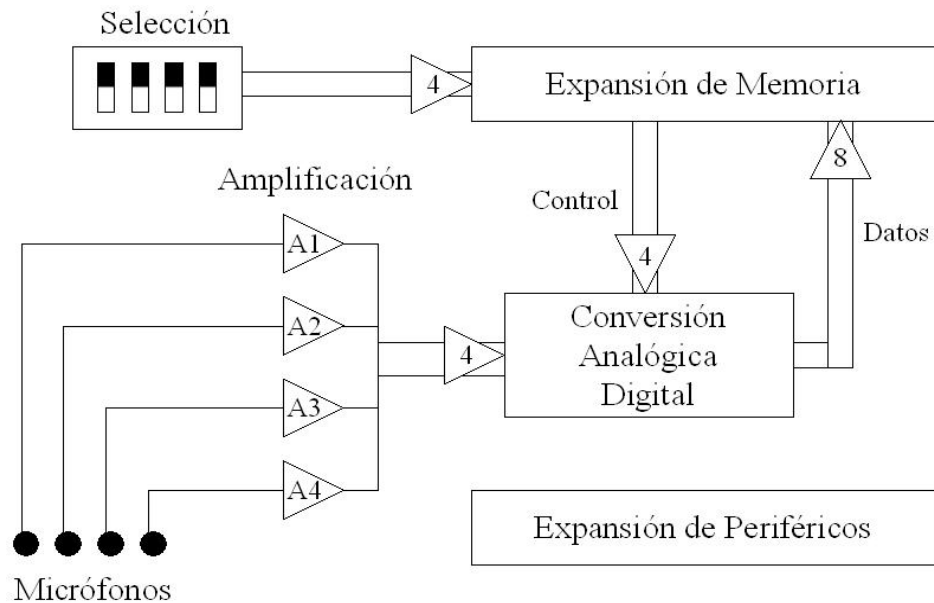 Selección
4
Expansión de Memoria
Amplificación
Control
8
Datos
A1
4
A2
4
Conversión
Analógica
Digital
A3
A4
Expansión de Periféricos
Micrófonos